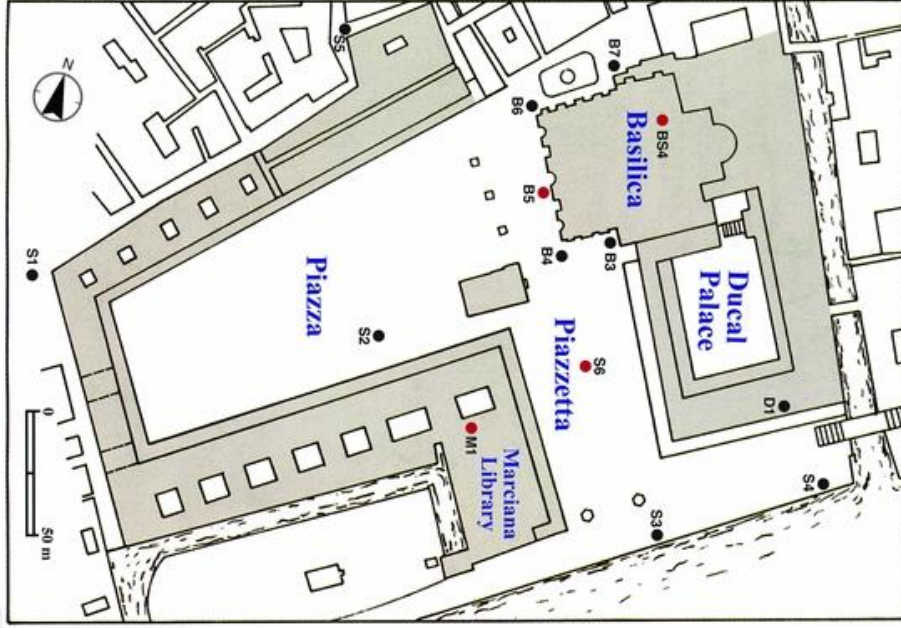 N
S5
B7
B6
Basilica
BS4
B5
B4
B3
S1
Piazza
S2
Piazzetta
S6
Ducal
Palace
D1
M1
Marciana
Library
S4
S3
0
50 m